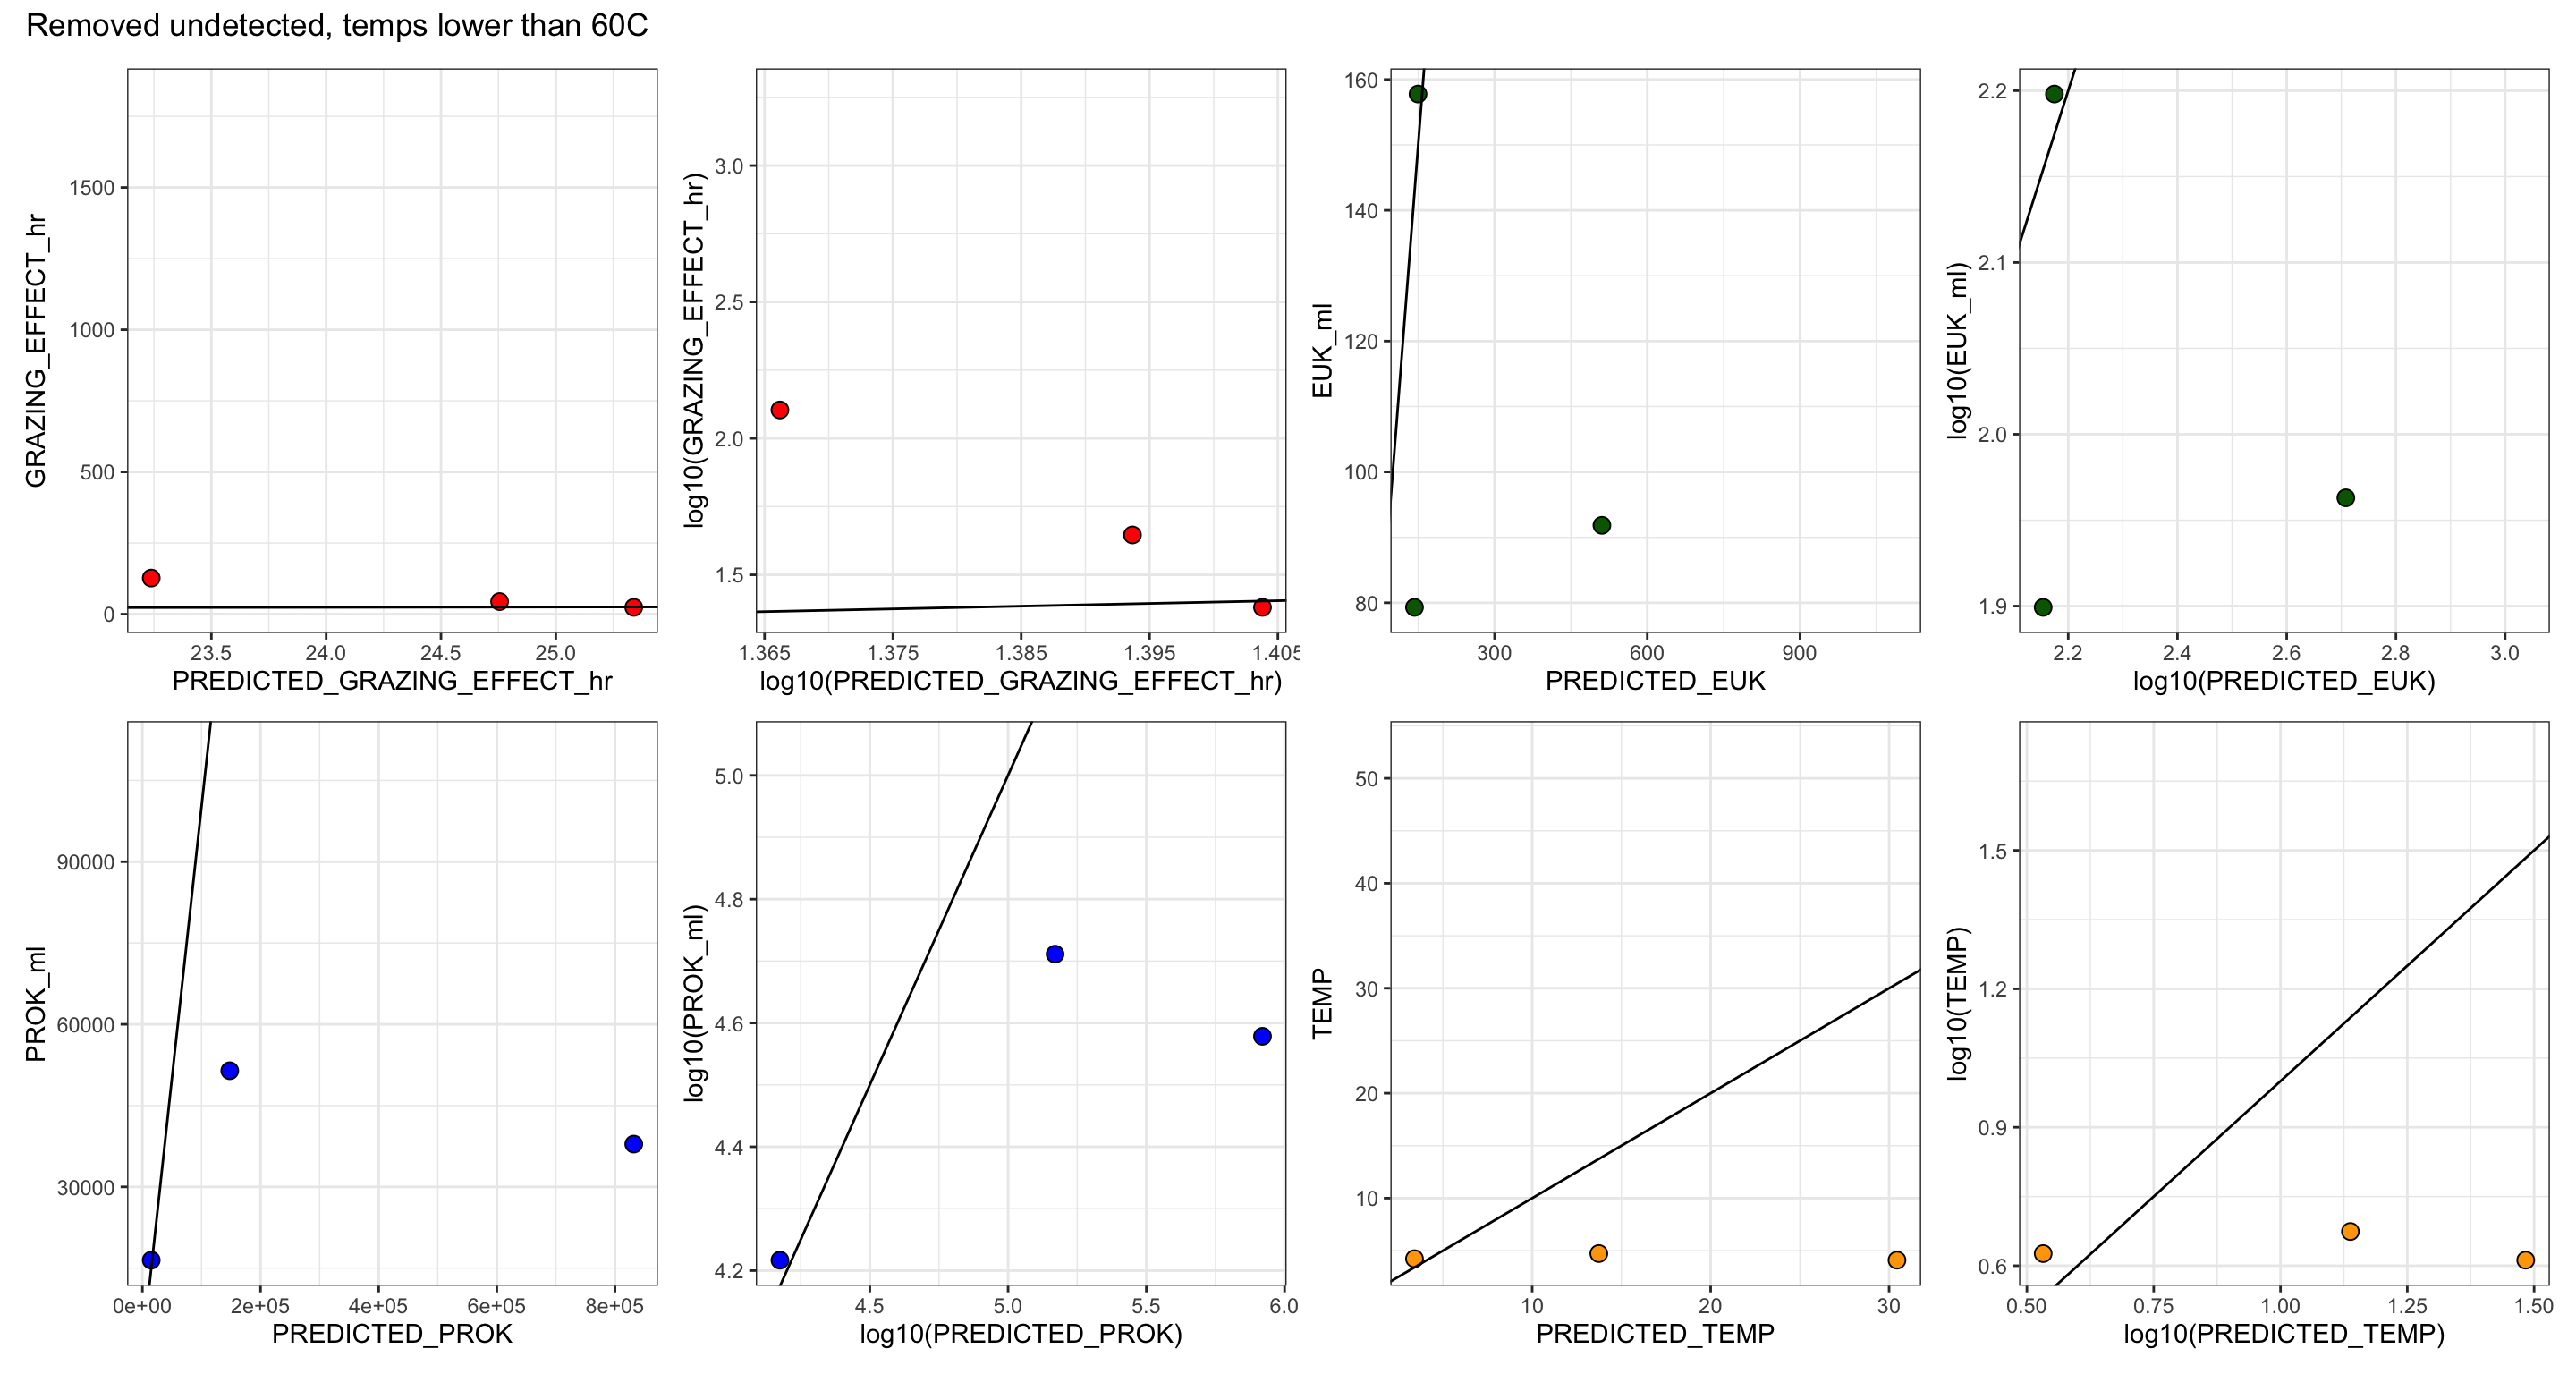 Removed undetected, temps lower than 60C
GRAZING_EFFECT_hr
1500
1000
500
0
23.5 24.0 24.5 25.0
PREDICTED_GRAZING_EFFECT_hr
log10(GRAZING_EFFECT_hr)
3.0
2.5
2.0
1.5
1.365 1.375 1.385 1.395 1.405
log10(PREDICTED_GRAZING_EFFECT_hr)
EUK_ml
160
140
120
100
80
300 600 900
PREDICTED_EUK
log10(EUK_ml)
2.2
2.1
2.0
1.9
2.2 2.4 2.6 2.8 3.0
log10(PREDICTED_EUK)
PROK_ml
90000
60000
30000
0e+00 2e+05 4e+05 6e+05 8e+05
PREDICTED_PROK
log10(PROK_ml)
5.0
4.8
4.6
4.4
4.2
4.5 5.0 5.5 6.0
log10(PREDICTED_PROK)
TEMP
50
40
30
20
10
10 20 30
PREDICTED_TEMP
log10(TEMP)
1.5
1.2
0.9
0.6
0.50 0.75 1.00 1.25 1.50
log10(PREDICTED_TEMP)